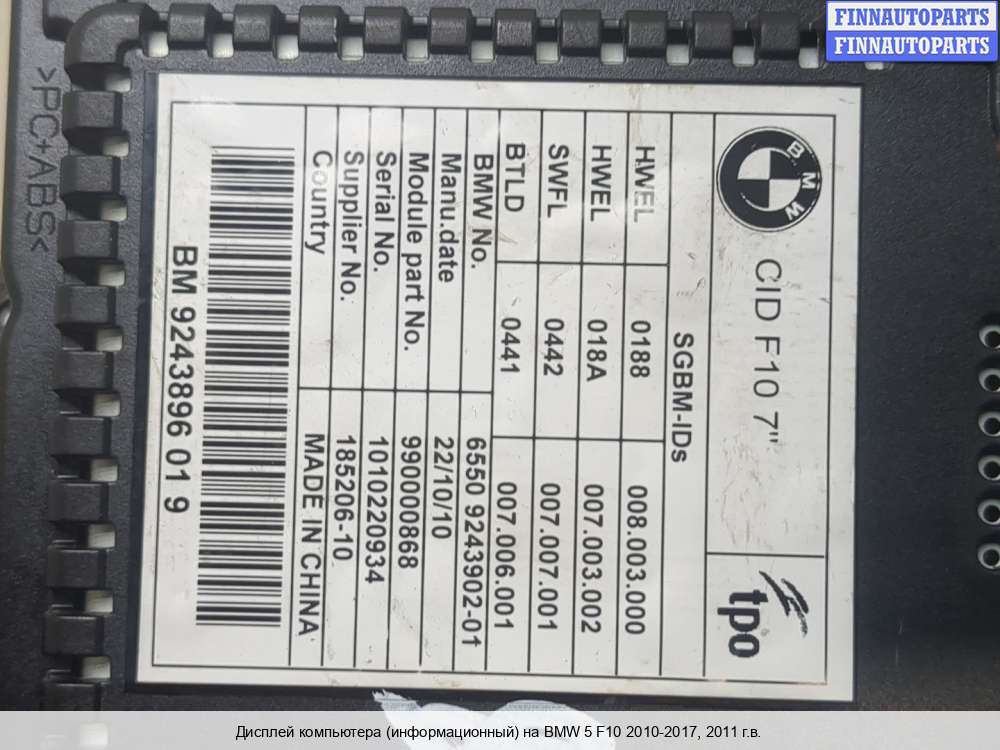 FINNAUTOPARTS
FINNAUTOPARTS
>PC+ABS<
BMW
CID F10 7"
tpo
SGBM-IDs
HWEL 0188 008.003.000
HWEL 018A 007.003.002
SWFL 0442 007.007.001
BTLD 0441 007.006.001
BMW No. 6550 9243902-01
Manu.date 22/10/10
Module part No. 990000868
Serial No. 1010220934
Supplier No. 185206-10
Country MADE IN CHINA
BM 9243896 01 9
Дисплей компьютера (информационный) на BMW 5 F10 2010-2017, 2011 г.в.